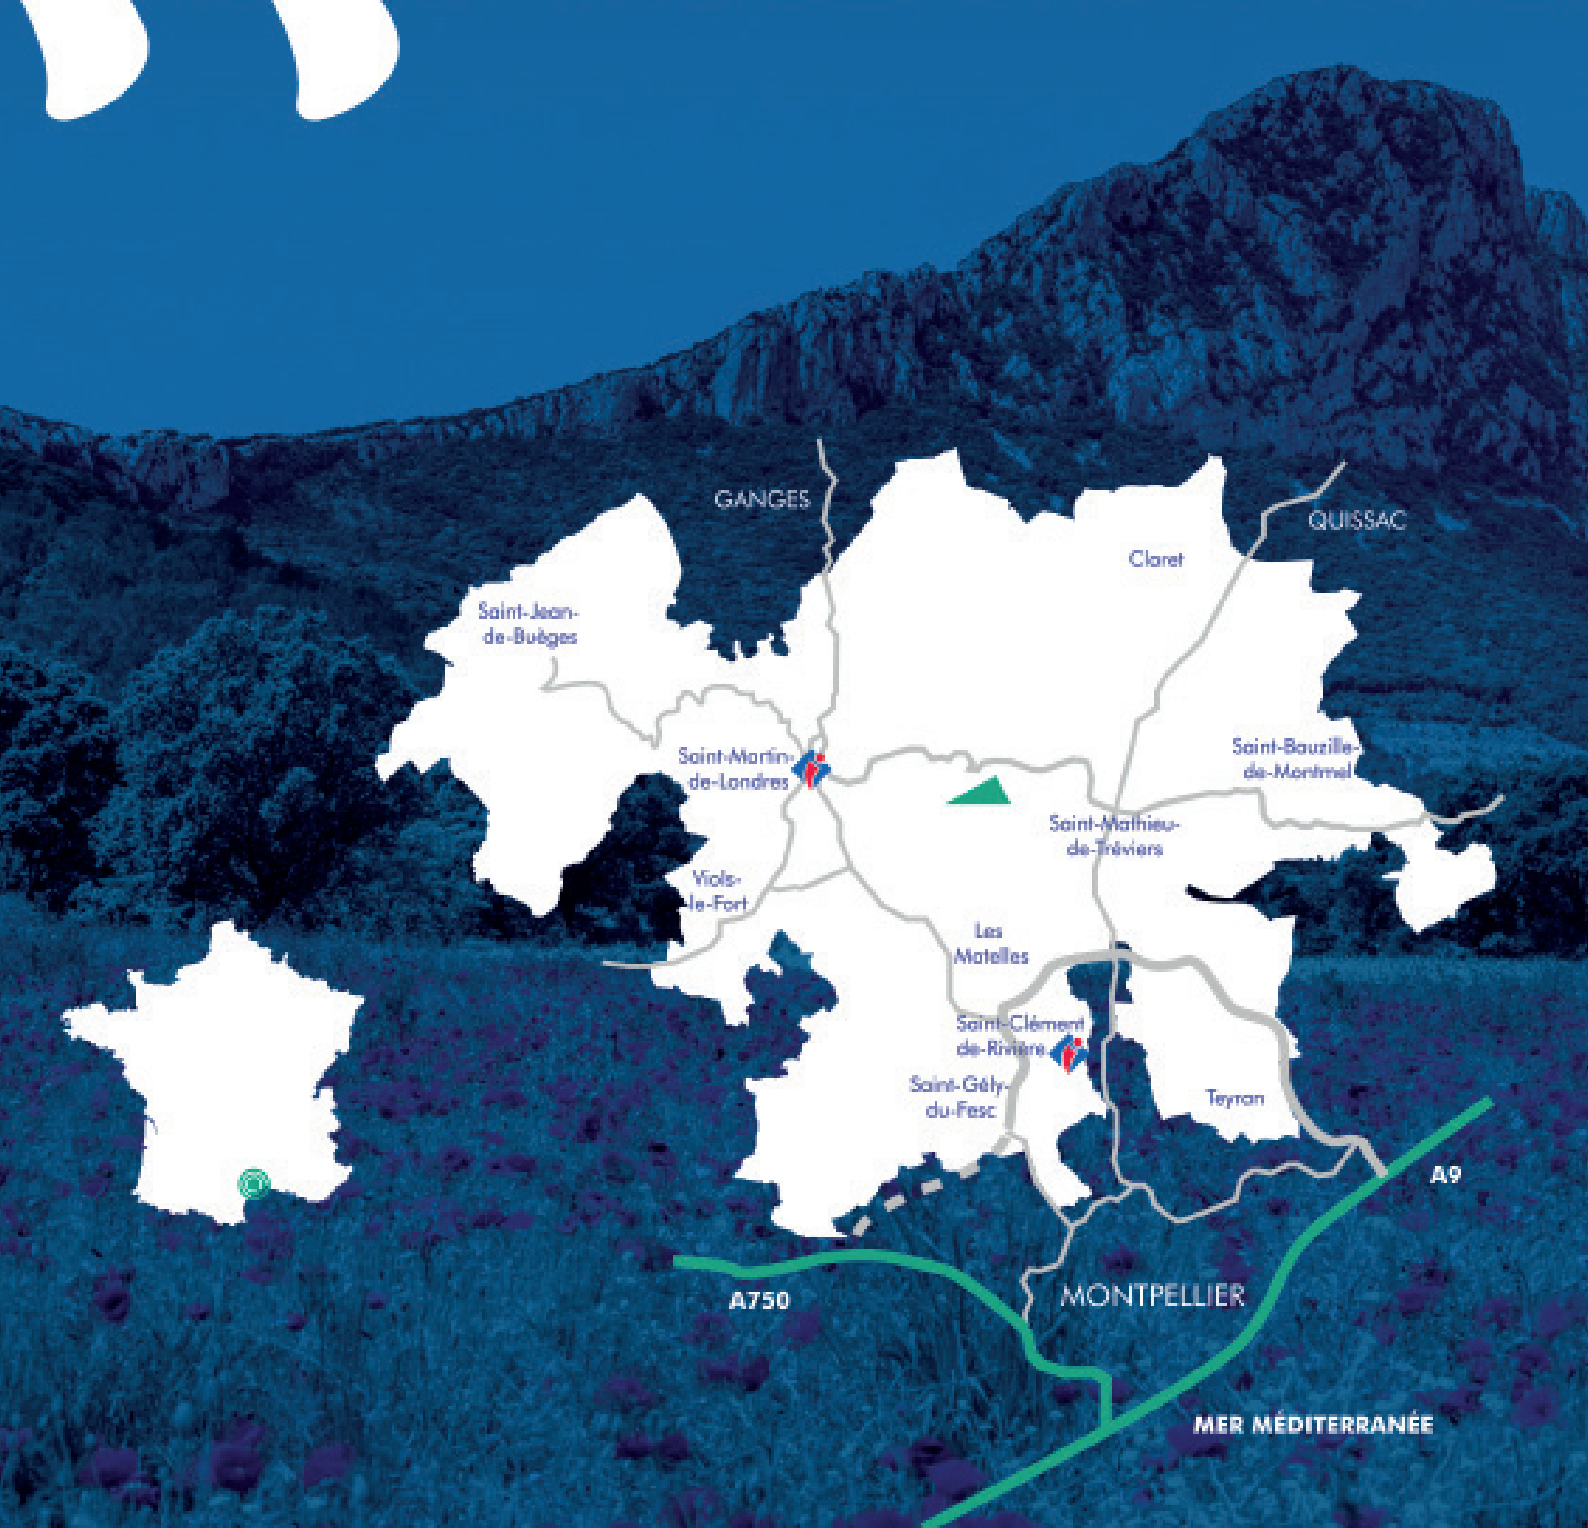 GANGES
QUISSAC
Claret
Saint-Jean-
de-Buèges
Saint-Martin-
de-Londres
Saint-Bauzille-
de-Montmel
Saint-Mathieu-
de-Tréviers
Viols-
le-Fort
Les
Matelles
Saint-Clément
de-Rivière
Saint-Gély-
du-Fesc
Teyran
A9
A750
MONTPELLIER
MER MÉDITERRANÉE